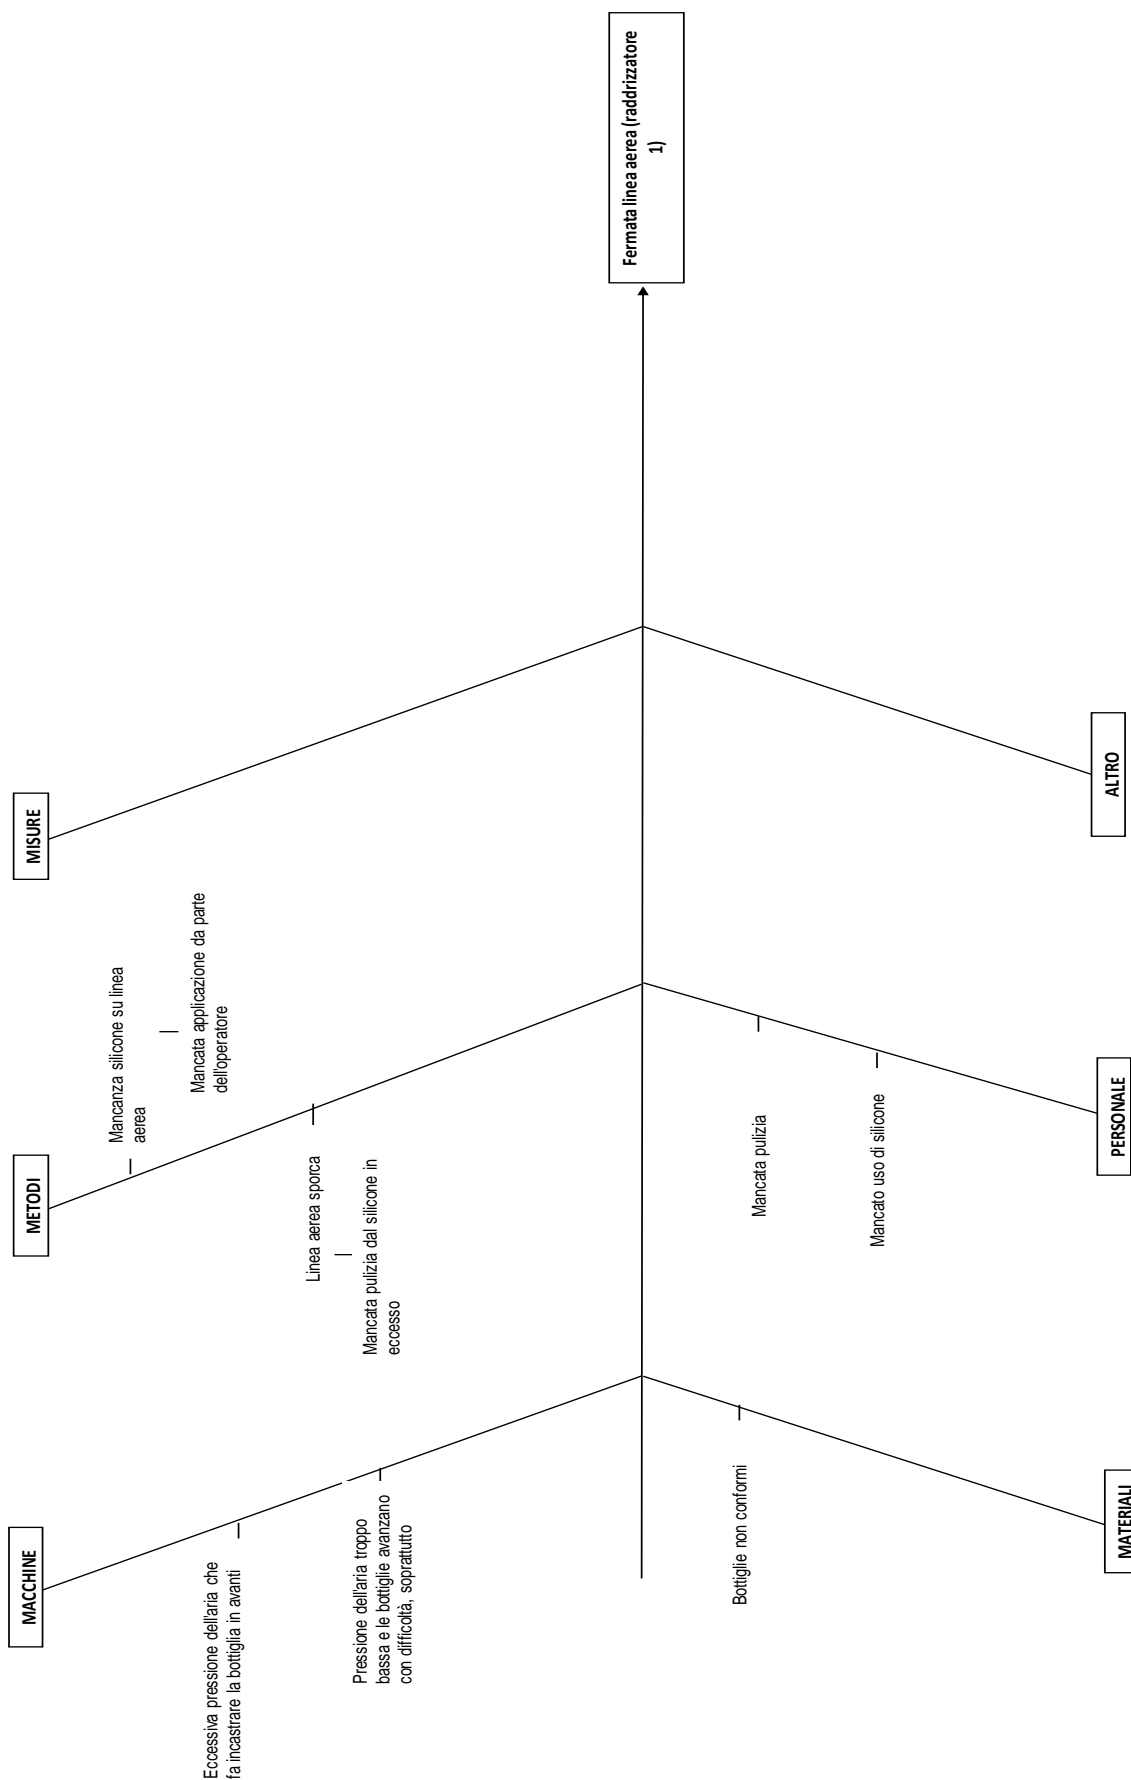 MACCHINE
Eccessiva pressione dell'aria che
fa incastrare la bottiglia in avanti
Pressione dell'aria troppo
bassa e le bottiglie avanzano
con difficoltà, soprattutto
METODI
Mancanza silicone su linea
aerea
Mancata applicazione da parte
dell'operatore
Linea aerea sporca
Mancata pulizia dal silicone in
eccesso
MISURE
Fermata linea aerea (raddrizzatore
1)
MATERIALI
Bottiglie non conformi
PERSONALE
Mancata pulizia
Mancato uso di silicone
ALTRO